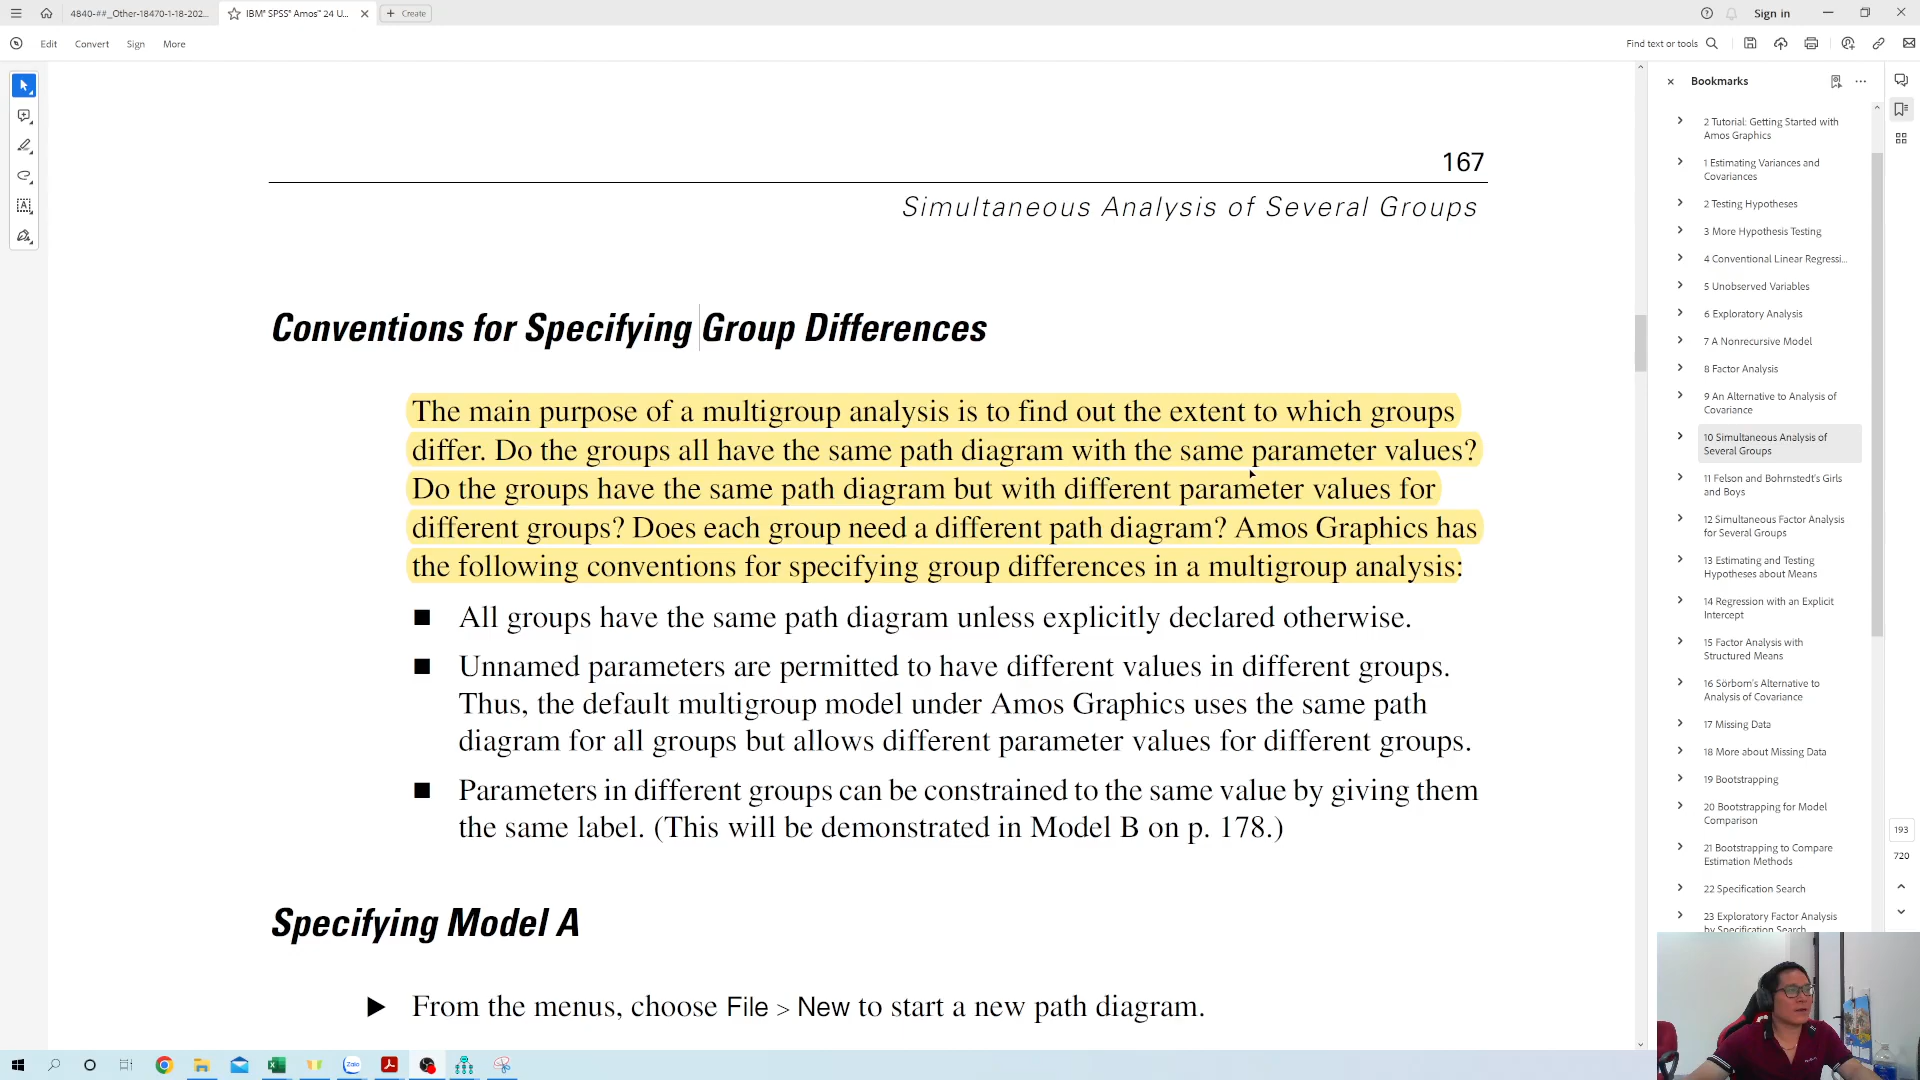 4840-##_Other-18470-1-18-202...
IBM® SPSS® Amos™ 24 U...
Create
Sign in
Edit
Convert
Sign
More
Find text or tools
167
Simultaneous Analysis of Several Groups
Conventions for Specifying Group Differences
The main purpose of a multigroup analysis is to find out the extent to which groups
differ. Do the groups all have the same path diagram with the same parameter values?
Do the groups have the same path diagram but with different parameter values for
different groups? Does each group need a different path diagram? Amos Graphics has
the following conventions for specifying group differences in a multigroup analysis:
■ All groups have the same path diagram unless explicitly declared otherwise.
■ Unnamed parameters are permitted to have different values in different groups.
Thus, the default multigroup model under Amos Graphics uses the same path
diagram for all groups but allows different parameter values for different groups.
■ Parameters in different groups can be constrained to the same value by giving them
the same label. (This will be demonstrated in Model B on p. 178.)
Specifying Model A
▶ From the menus, choose File > New to start a new path diagram.
Bookmarks
2 Tutorial: Getting Started with
Amos Graphics
1 Estimating Variances and
Covariances
2 Testing Hypotheses
3 More Hypothesis Testing
4 Conventional Linear Regressi...
5 Unobserved Variables
6 Exploratory Analysis
7 A Nonrecursive Model
8 Factor Analysis
9 An Alternative to Analysis of
Covariance
10 Simultaneous Analysis of
Several Groups
11 Felson and Bohrnstedt's Girls
and Boys
12 Simultaneous Factor Analysis
for Several Groups
13 Estimating and Testing
Hypotheses about Means
14 Regression with an Explicit
Intercept
15 Factor Analysis with
Structured Means
16 Sörbom's Alternative to
Analysis of Covariance
17 Missing Data
18 More about Missing Data
19 Bootstrapping
20 Bootstrapping for Model
Comparison
21 Bootstrapping to Compare
Estimation Methods
22 Specification Search
23 Exploratory Factor Analysis
by Specification Search
193
720
Zalo